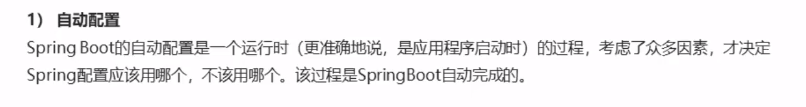 1） 自动配置
Spring Boot的自动配置是一个运行时（更准确地说，是应用程序启动时）的过程，考虑了众多因素，才决定
Spring配置应该用哪个，不该用哪个。该过程是SpringBoot自动完成的。